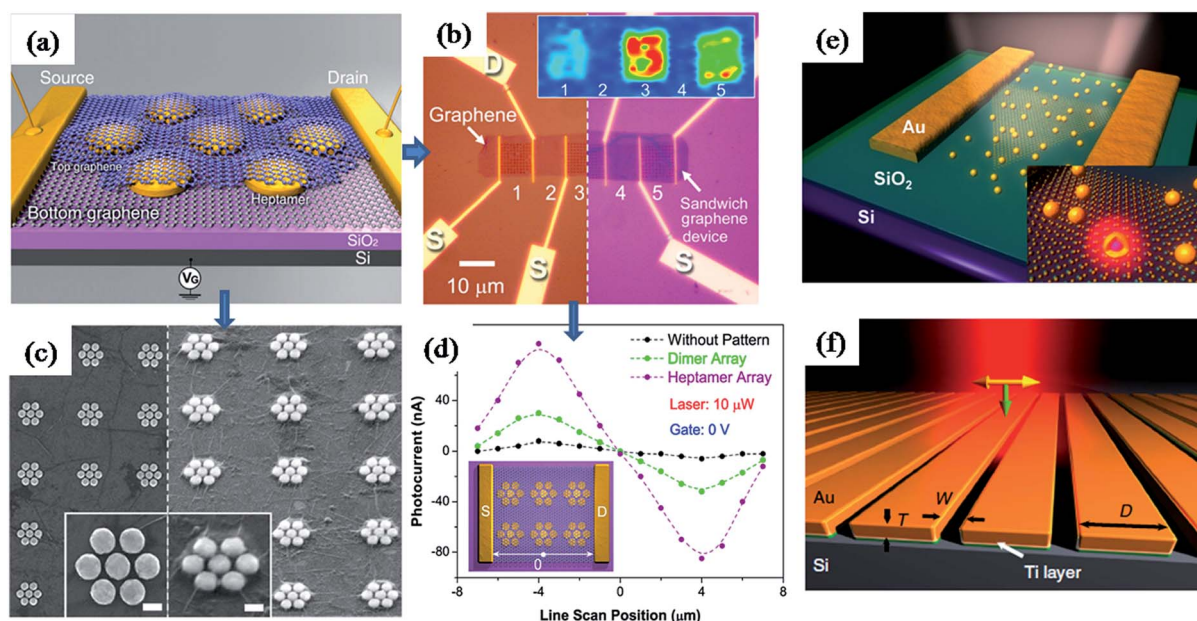 (a)
Source
Drain
Top graphene
Heptamer
Bottom graphene
SiO₂
Si
VG
(b)
1 2 3 4 5
D
Graphene
1 2 3 4 5
Sandwich
graphene
device
S
S
S
10 μm
(c)
(d)
Photocurrent (nA)
40
0
-40
-80
Without Pattern
Dimer Array
Heptamer Array
Laser: 10 μW
Gate: 0 V
S
D
0
-8
-4
0
4
8
Line Scan Position (μm)
(e)
Au
SiO₂
Si
(f)
Au
T
W
D
Si
Ti layer